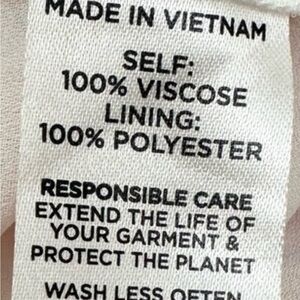 MADE IN VIETNAM
SELF:
100% VISCOSE
LINING:
100% POLYESTER
RESPONSIBLE CARE
EXTEND THE LIFE OF
YOUR GARMENT &
PROTECT THE PLANET
WASH LESS OFTEN